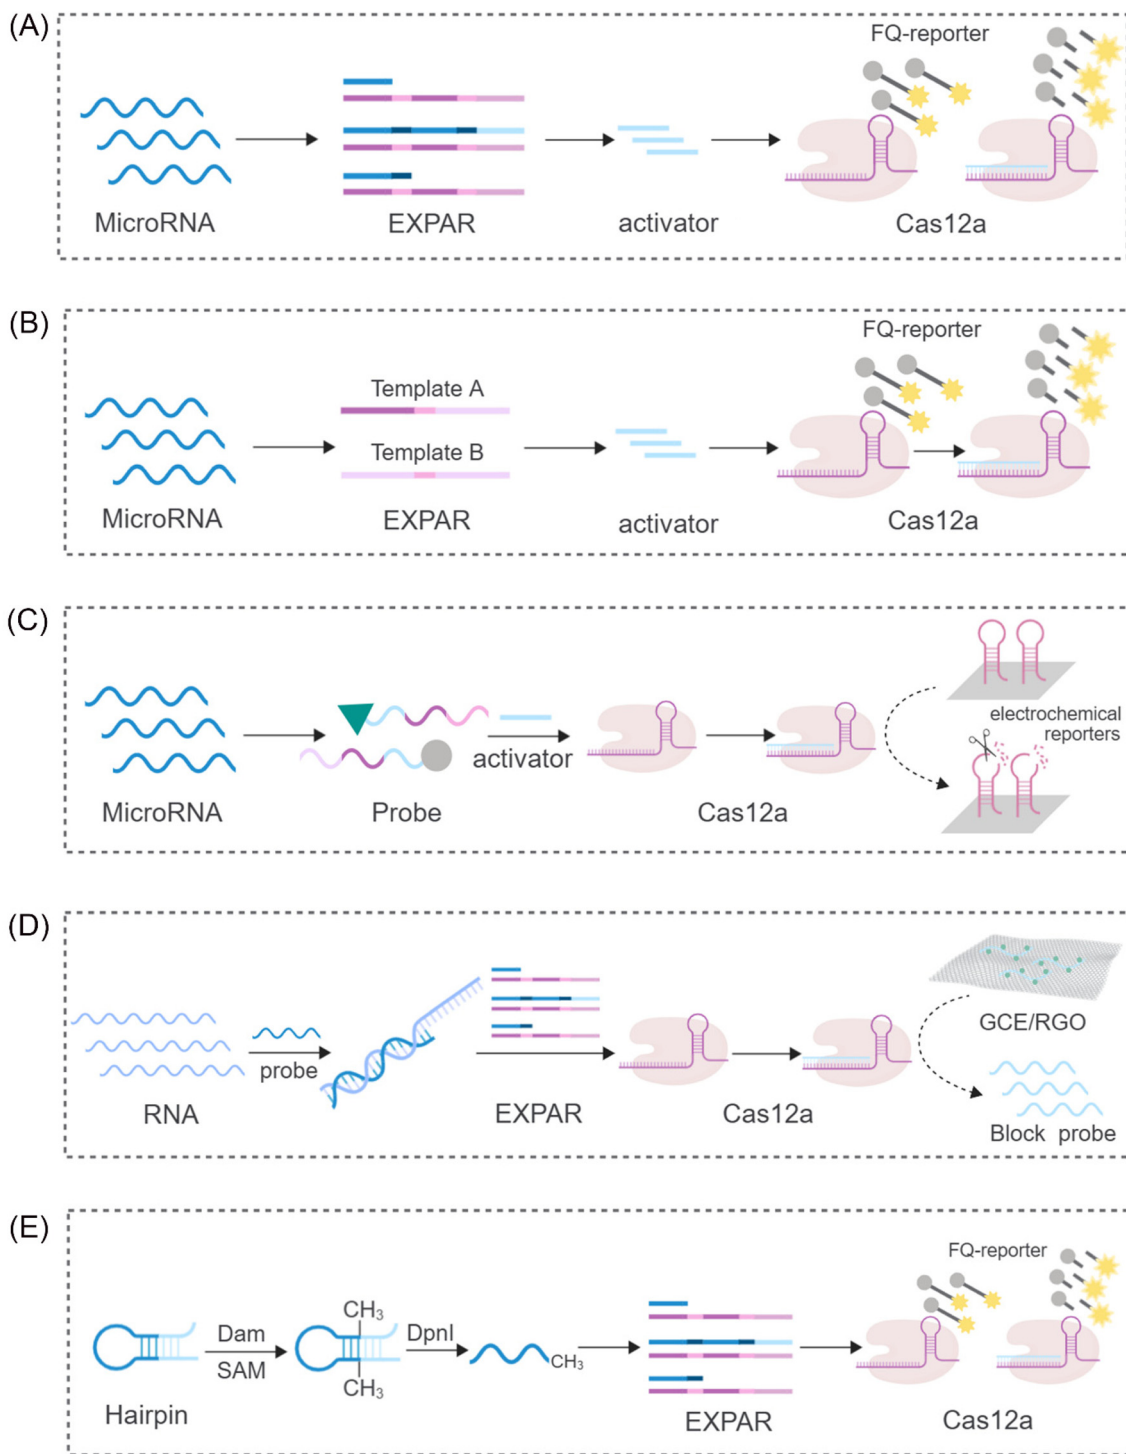 (A)
FQ-reporter
MicroRNA
EXPAR
activator
Cas12a
(B)
FQ-reporter
Template A
Template B
MicroRNA
EXPAR
activator
Cas12a
(C)
electrochemical
reporters
activator
MicroRNA
Probe
Cas12a
(D)
GCE/RGO
probe
RNA
EXPAR
Cas12a
Block probe
(E)
FQ-reporter
CH₃
Dam
SAM
DpnI
CH₃
CH₃
Hairpin
EXPAR
Cas12a